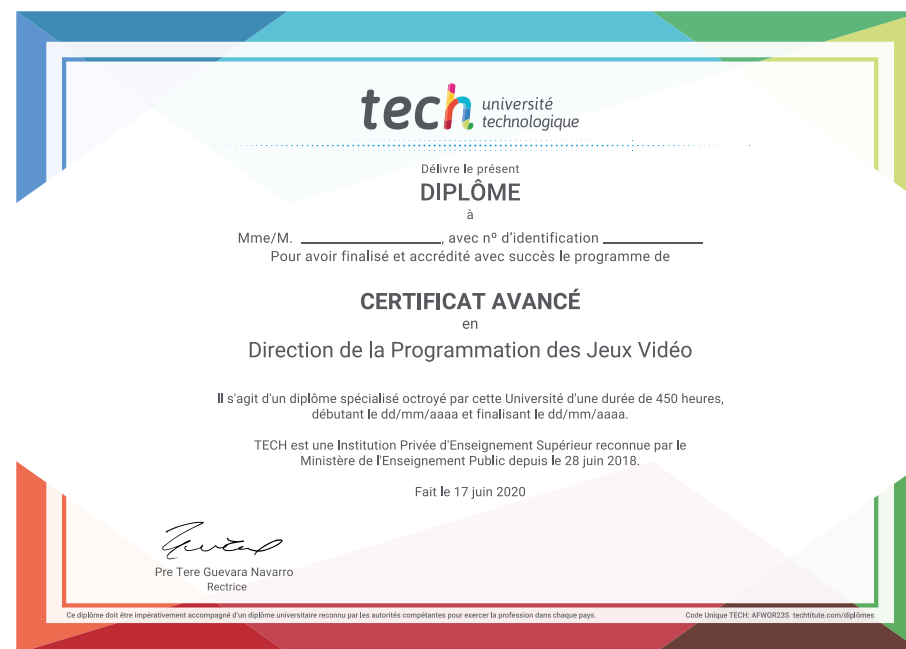 tech université
technologique
Délivre le présent
DIPLÔME
à
Mme/M. ____________________, avec nº d'identification ______________
Pour avoir finalisé et accrédité avec succès le programme de
CERTIFICAT AVANCÉ
en
Direction de la Programmation des Jeux Vidéo
Il s'agit d'un diplôme spécialisé octroyé par cette Université d'une durée de 450 heures,
débutant le dd/mm/aaaa et finalisant le dd/mm/aaaa.
TECH est une Institution Privée d'Enseignement Supérieur reconnue par le
Ministère de l'Enseignement Public depuis le 28 juin 2018.
Fait le 17 juin 2020
Pre Tere Guevara Navarro
Rectrice
Ce diplôme doit être impérativement accompagné d'un diplôme universitaire reconnu par les autorités compétantes pour exercer la profession dans chaque pays.
Code Unique TECH: AFWOR23S techtitute.com/diplômes